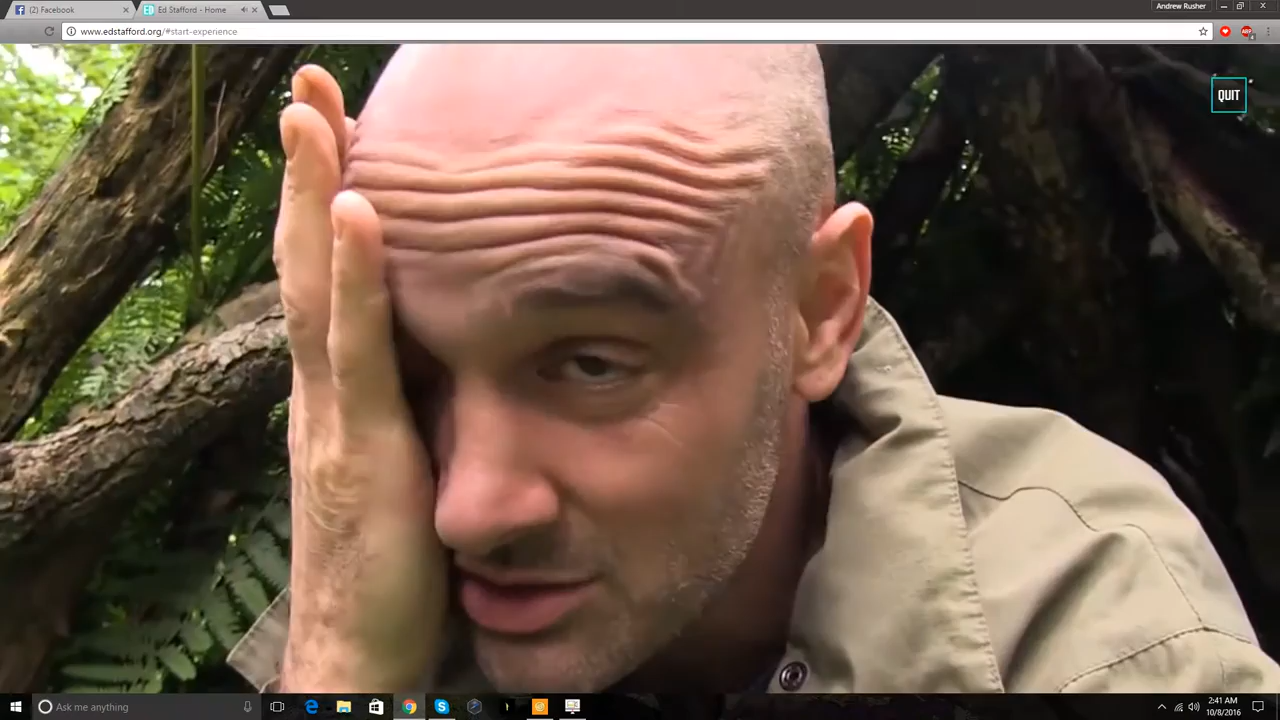 (2) Facebook
Ed Stafford - Home
Andrew Rusher
www.edstafford.org/#start-experience
QUIT
Ask me anything
2:41 AM
10/8/2016